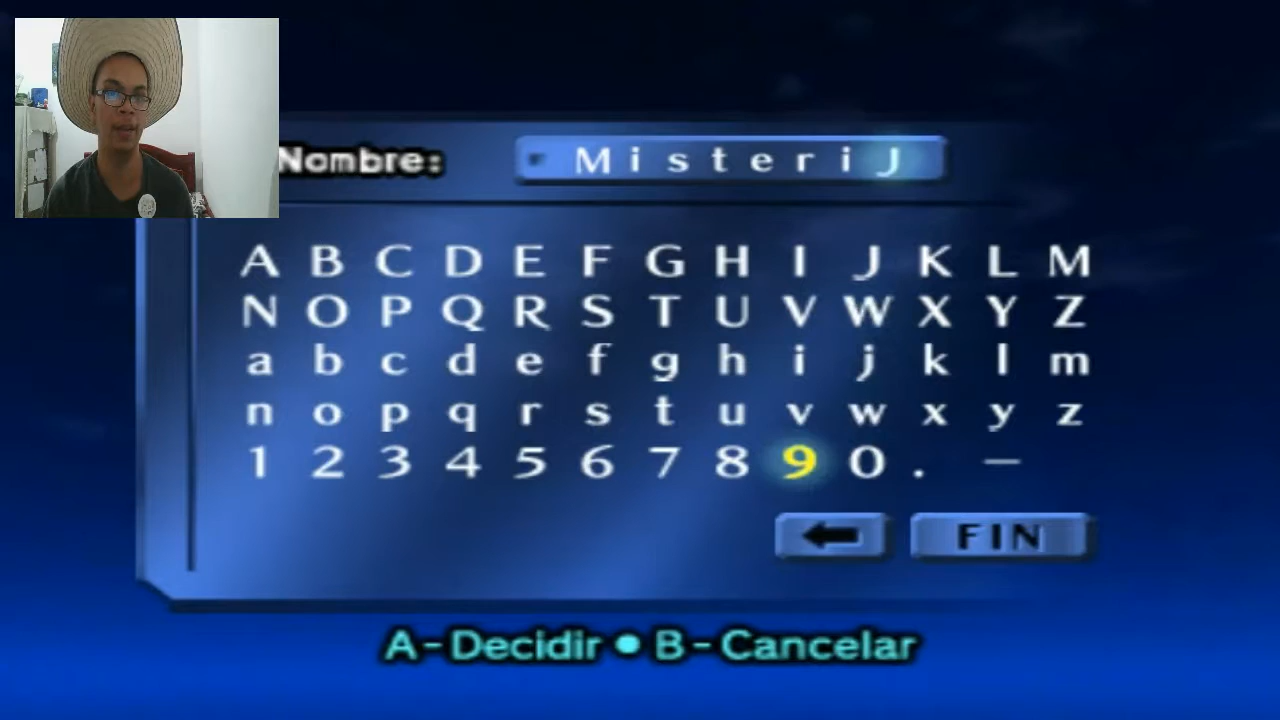 Nombre: MisteriJ
A B C D E F G H I J K L M
N O P Q R S T U V W X Y Z
a b c d e f g h i j k l m
n o p q r s t u v w x y z
1 2 3 4 5 6 7 8 9 0 . –
FIN
A-Decidir ● B-Cancelar